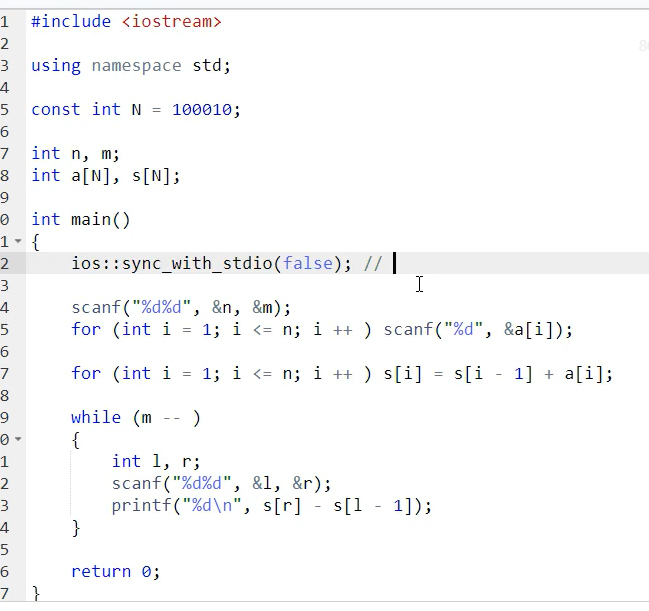 1 #include <iostream>
2
3 using namespace std;
4
5 const int N = 100010;
6
7 int n, m;
8 int a[N], s[N];
9
0 int main()
1 {
2 ios::sync_with_stdio(false); //
3
4 scanf("%d%d", &n, &m);
5 for (int i = 1; i <= n; i ++ ) scanf("%d", &a[i]);
6
7 for (int i = 1; i <= n; i ++ ) s[i] = s[i - 1] + a[i];
8
9 while (m -- )
0 {
1 int l, r;
2 scanf("%d%d", &l, &r);
3 printf("%d\n", s[r] - s[l - 1]);
4 }
5
6 return 0;
7 }